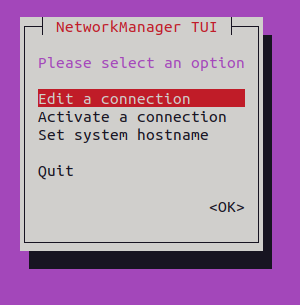 NetworkManager TUI
Please select an option
Edit a connection
Activate a connection
Set system hostname
Quit
<OK>